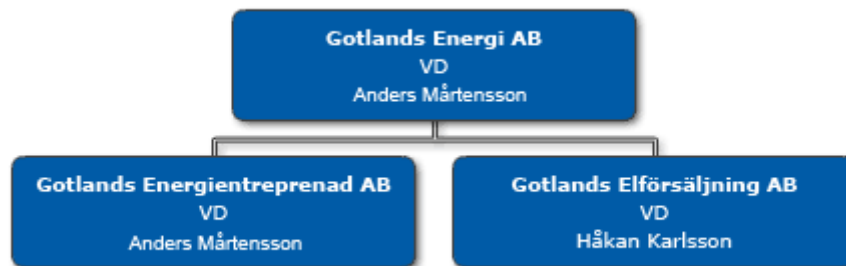 Gotlands Energi AB
VD
Anders Mårtensson
Gotlands Energientreprenad AB
VD
Anders Mårtensson
Gotlands Elförsäljning AB
VD
Håkan Karlsson